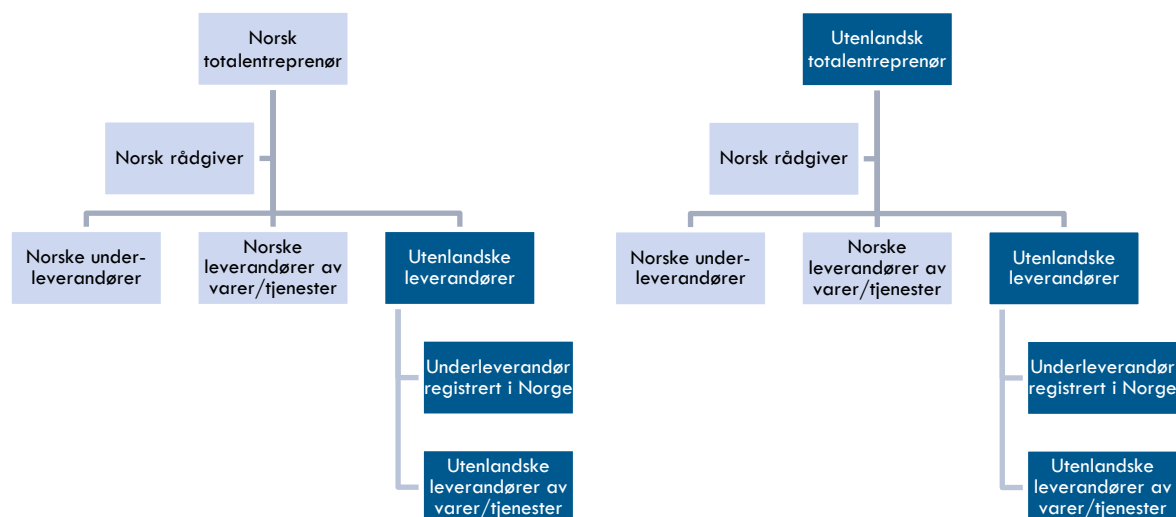 Norsk
totalentreprenør
Norsk rådgiver
Norske under-
leverandører
Norske
leverandører av
varer/tjenester
Utenlandske
leverandører
Underleverandør
registrert i Norge
Utenlandske
leverandører av
varer/tjenester
Utenlandsk
totalentreprenør
Norsk rådgiver
Norske under-
leverandører
Norske
leverandører av
varer/tjenester
Utenlandske
leverandører
Underleverandør
registrert i Norge
Utenlandske
leverandører av
varer/tjenester